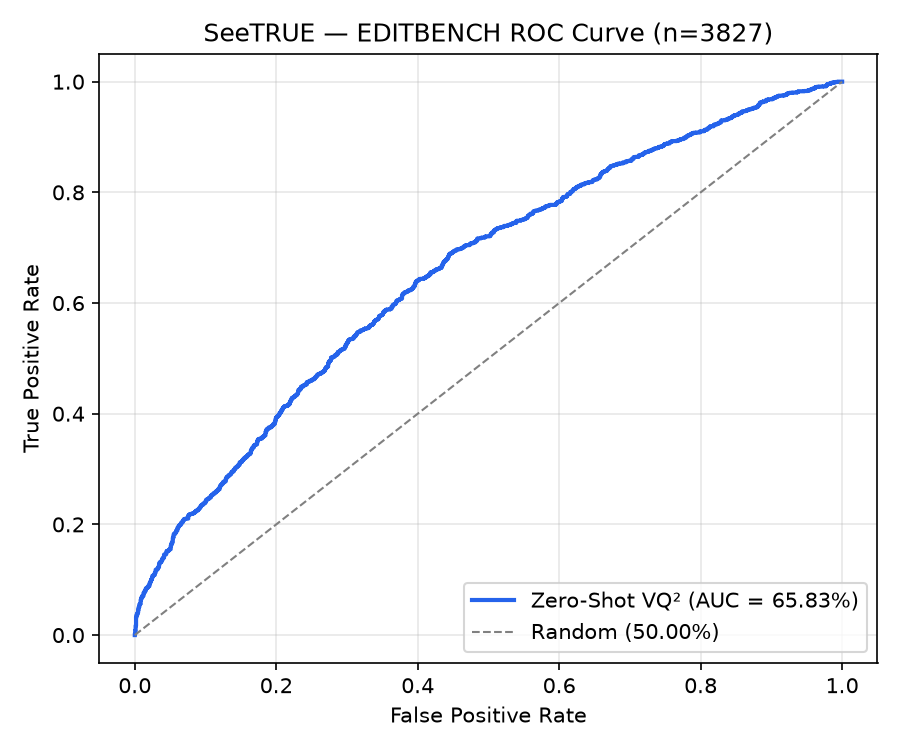 SeeTRUE — EDITBENCH ROC Curve (n=3827)
True Positive Rate
1.0
0.8
0.6
0.4
0.2
0.0
0.0 0.2 0.4 0.6 0.8 1.0
False Positive Rate
Zero-Shot VQ² (AUC = 65.83%)
Random (50.00%)